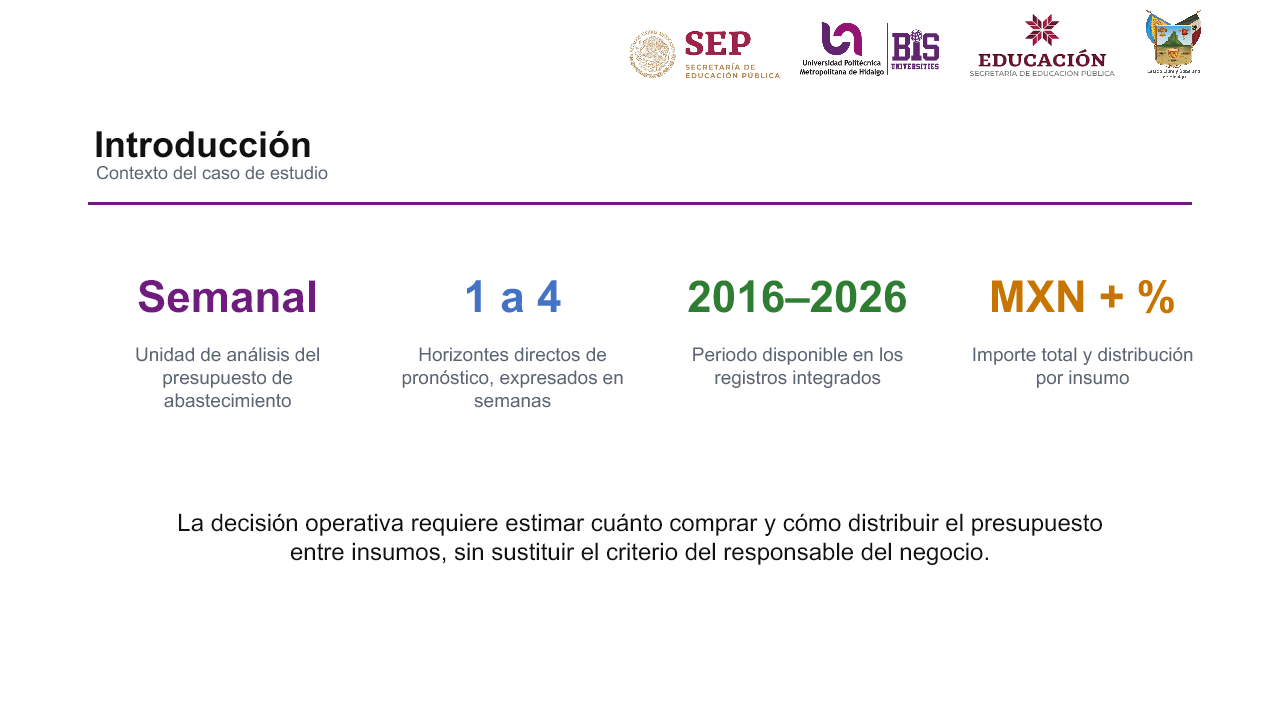 SEP
SECRETARÍA DE
EDUCACIÓN PÚBLICA
Universidad Politécnica
Metropolitana de Hidalgo
BIS
UNIVERSITIES
EDUCACIÓN
SECRETARÍA DE EDUCACIÓN PÚBLICA
Introducción
Contexto del caso de estudio
Semanal
Unidad de análisis del
presupuesto de
abastecimiento
1 a 4
Horizontes directos de
pronóstico, expresados en
semanas
2016–2026
Periodo disponible en los
registros integrados
MXN + %
Importe total y distribución
por insumo
La decisión operativa requiere estimar cuánto comprar y cómo distribuir el presupuesto
entre insumos, sin sustituir el criterio del responsable del negocio.